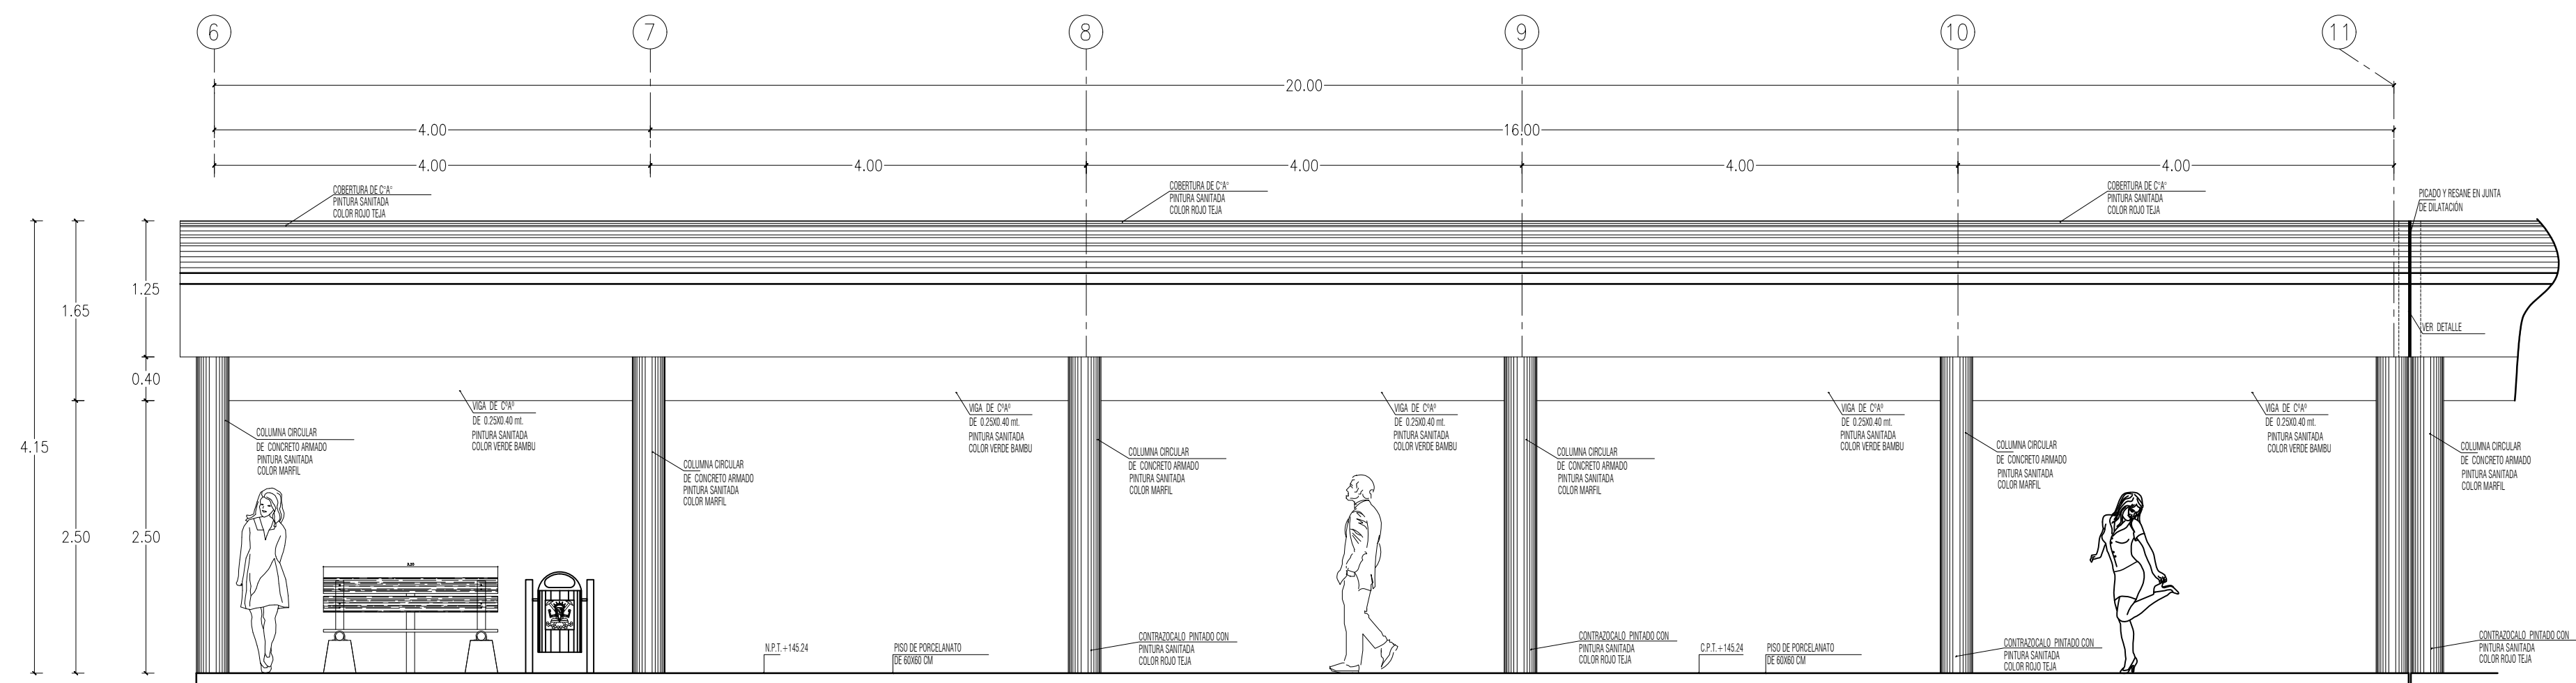 6
7
8
9
10
11
20.00
4.00
16.00
4.00
4.00
4.00
4.00
4.00
COBERTURA DE CºAº
PINTURA SANITADA
COLOR ROJO TEJA
COBERTURA DE CºAº
PINTURA SANITADA
COLOR ROJO TEJA
COBERTURA DE CºAº
PINTURA SANITADA
COLOR ROJO TEJA
PICADO Y RESANE EN JUNTA
DE DILATACIÓN
VER DETALLE
4.15
1.65
2.50
1.25
0.40
2.50
COLUMNA CIRCULAR
DE CONCRETO ARMADO
PINTURA SANITADA
COLOR MARFIL
VIGA DE CºAº
DE 0.25X0.40 mt.
PINTURA SANITADA
COLOR VERDE BAMBU
COLUMNA CIRCULAR
DE CONCRETO ARMADO
PINTURA SANITADA
COLOR MARFIL
VIGA DE CºAº
DE 0.25X0.40 mt.
PINTURA SANITADA
COLOR VERDE BAMBU
COLUMNA CIRCULAR
DE CONCRETO ARMADO
PINTURA SANITADA
COLOR MARFIL
VIGA DE CºAº
DE 0.25X0.40 mt.
PINTURA SANITADA
COLOR VERDE BAMBU
COLUMNA CIRCULAR
DE CONCRETO ARMADO
PINTURA SANITADA
COLOR MARFIL
VIGA DE CºAº
DE 0.25X0.40 mt.
PINTURA SANITADA
COLOR VERDE BAMBU
COLUMNA CIRCULAR
DE CONCRETO ARMADO
PINTURA SANITADA
COLOR MARFIL
VIGA DE CºAº
DE 0.25X0.40 mt.
PINTURA SANITADA
COLOR VERDE BAMBU
COLUMNA CIRCULAR
DE CONCRETO ARMADO
PINTURA SANITADA
COLOR MARFIL
N.P.T.+145.24
PISO DE PORCELANATO
DE 60X60 CM
CONTRAZOCALO PINTADO CON
PINTURA SANITADA
COLOR ROJO TEJA
CONTRAZOCALO PINTADO CON
PINTURA SANITADA
COLOR ROJO TEJA
C.P.T.+145.24
PISO DE PORCELANATO
DE 60X60 CM
CONTRAZOCALO PINTADO CON
PINTURA SANITADA
COLOR ROJO TEJA
CONTRAZOCALO PINTADO CON
PINTURA SANITADA
COLOR ROJO TEJA